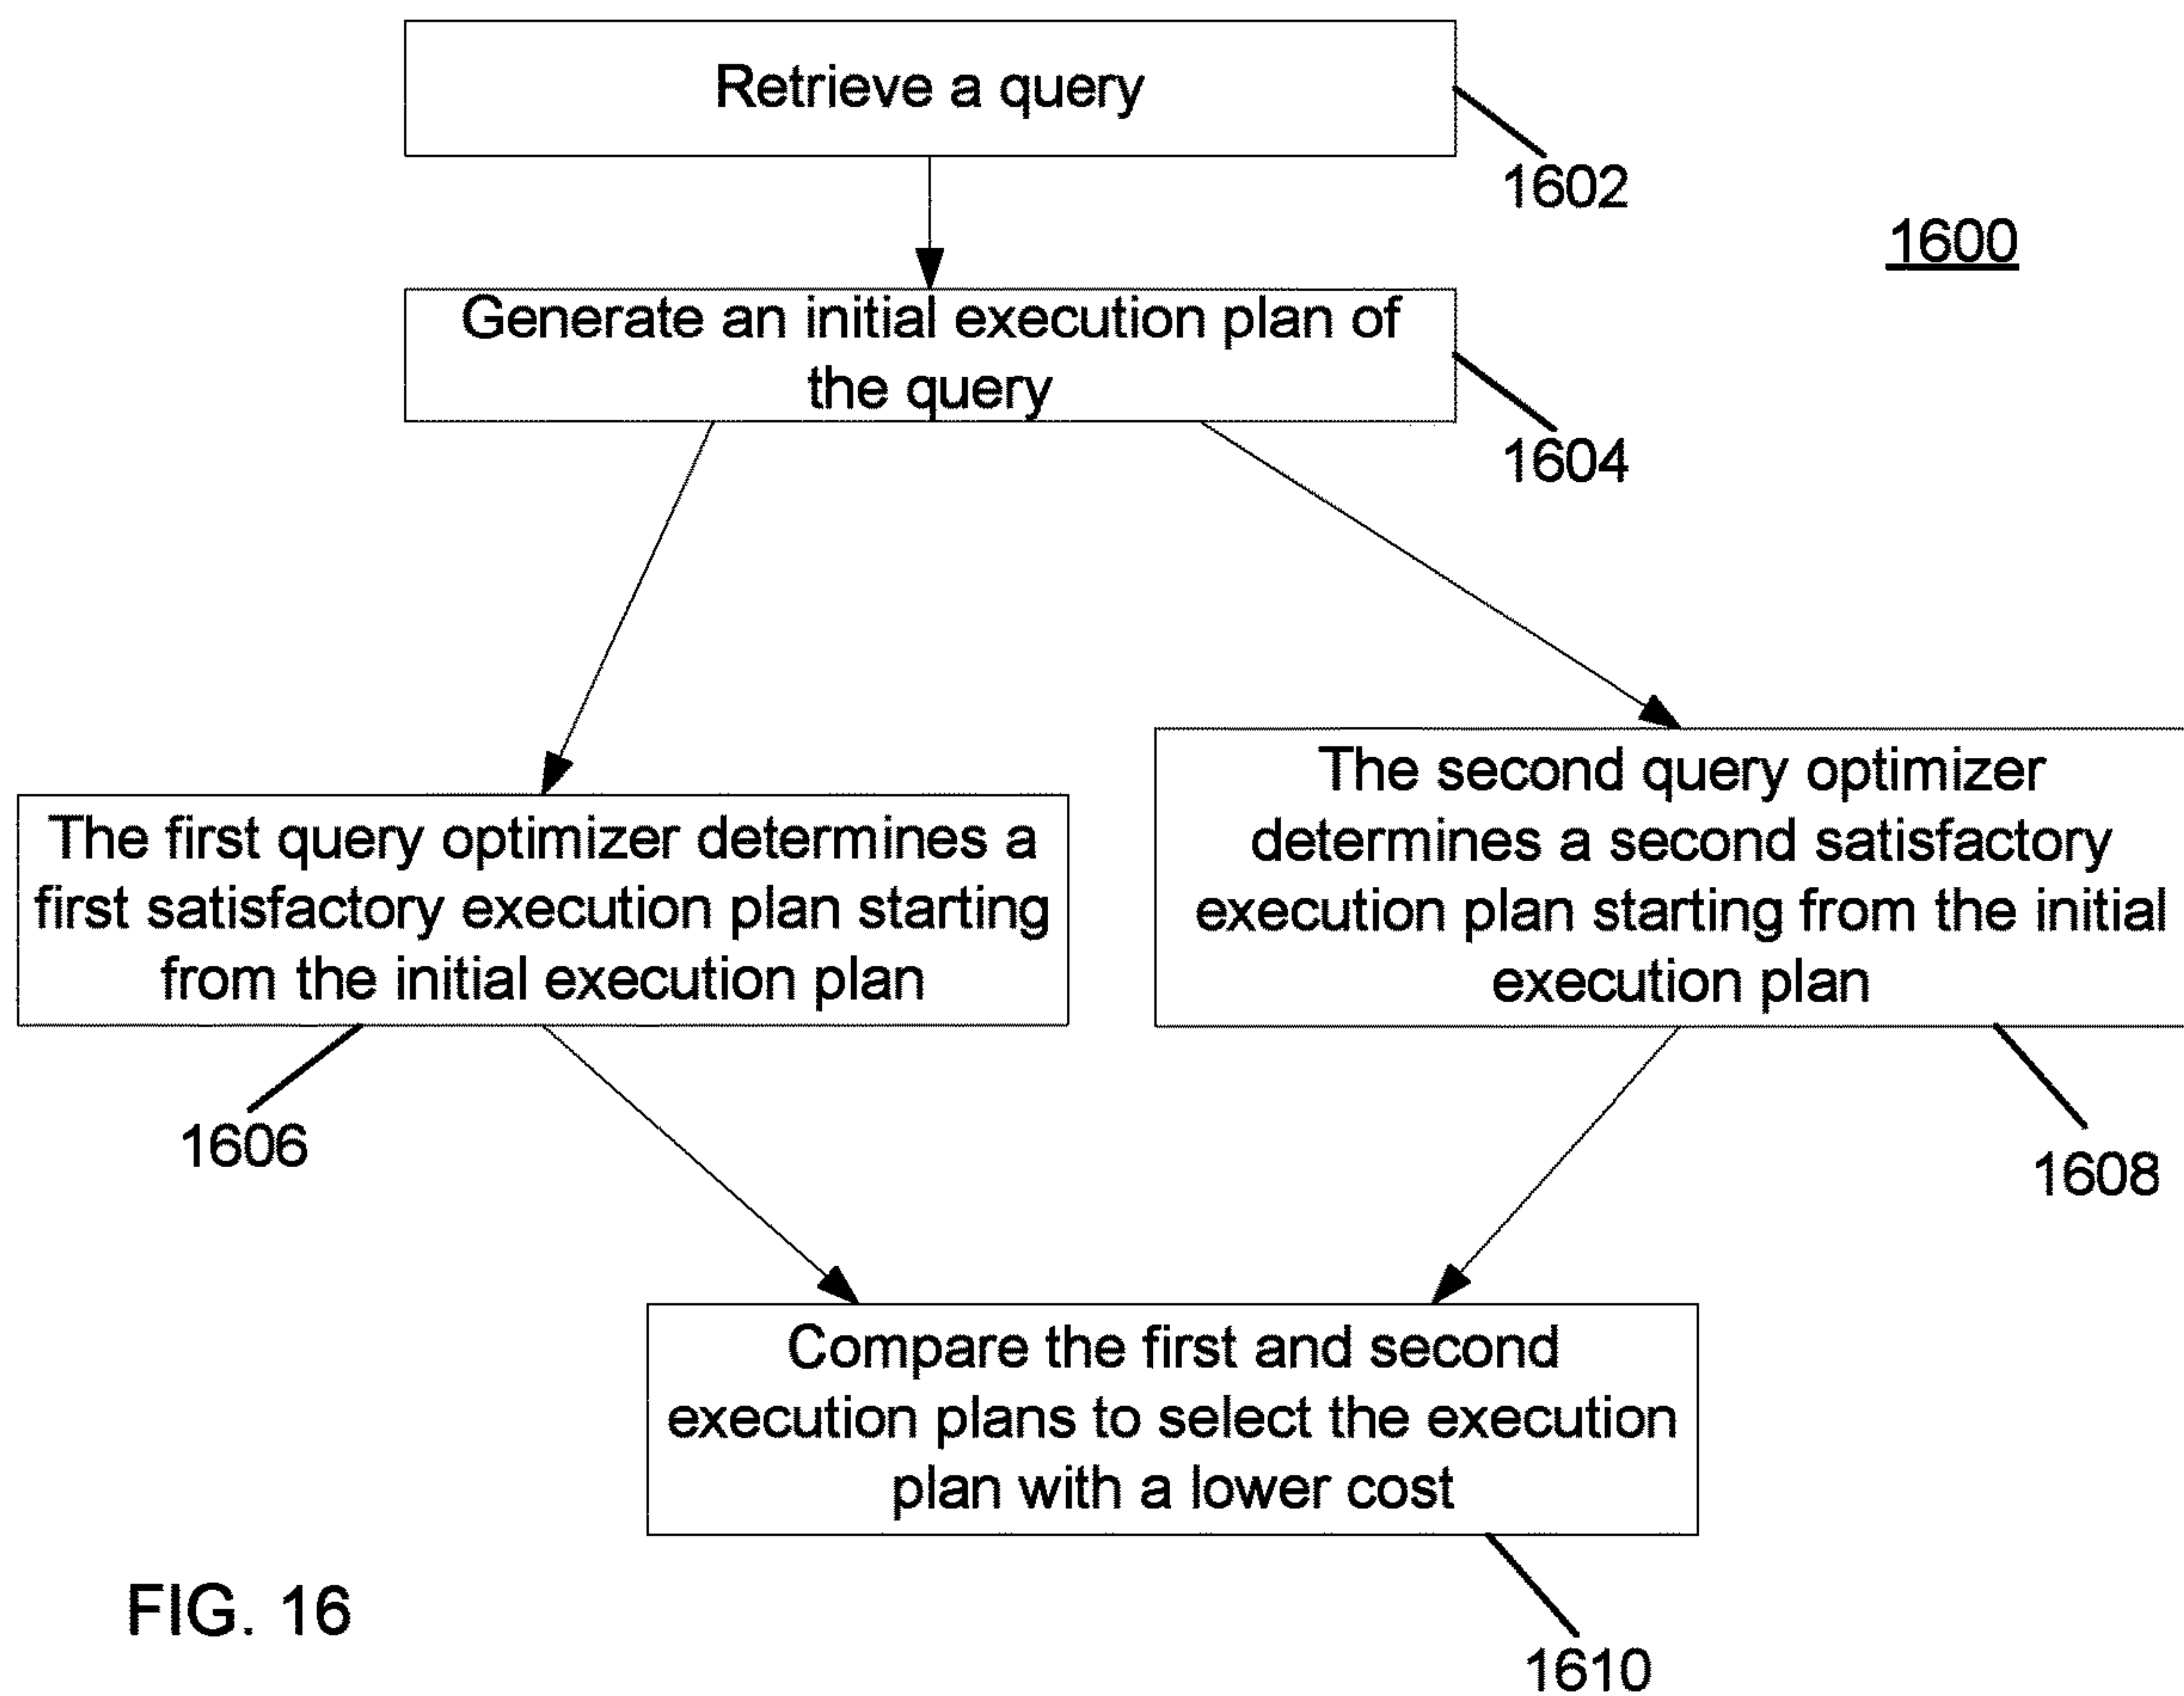 Retrieve a query
1602
1600
Generate an initial execution plan of
the query
1604
The first query optimizer determines a
first satisfactory execution plan starting
from the initial execution plan
1606
The second query optimizer
determines a second satisfactory
execution plan starting from the initial
execution plan
1608
Compare the first and second
execution plans to select the execution
plan with a lower cost
1610
FIG. 16